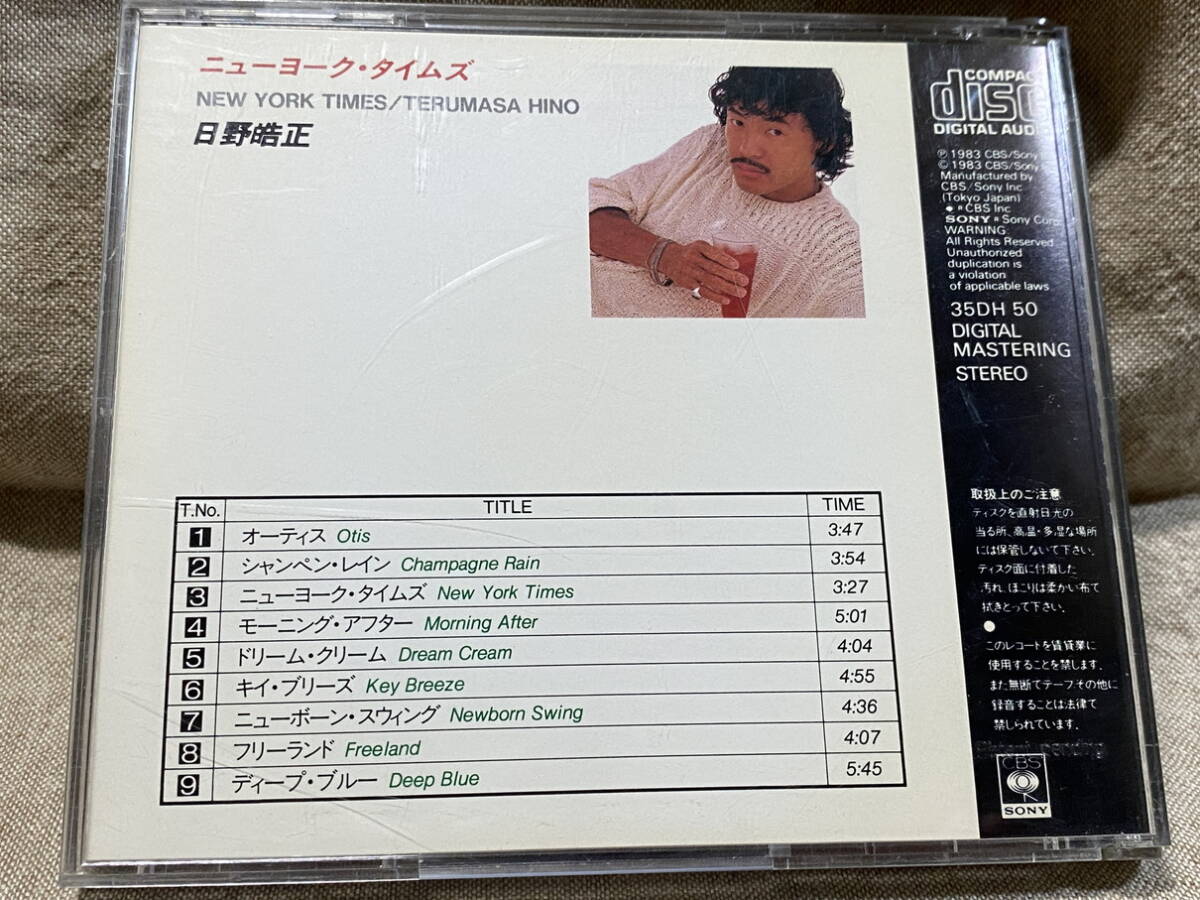 ニューヨーク・タイムズ
NEW YORK TIMES/TERUMASA HINO
日野皓正
T.No. TITLE TIME
1 オーティス Otis 3:47
2 シャンペン・レイン Champagne Rain 3:54
3 ニューヨーク・タイムズ New York Times 3:27
4 モーニング・アフター Morning After 5:01
5 ドリーム・クリーム Dream Cream 4:04
6 キイ・ブリーズ Key Breeze 4:55
7 ニューボーン・スウィング Newborn Swing 4:36
8 フリーランド Freeland 4:07
9 ディープ・ブルー Deep Blue 5:45
COMPACT
disc
DIGITAL AUDIO
℗ 1983 CBS/Sony
© 1983 CBS/Sony
Manufactured by
CBS/Sony Inc
(Tokyo Japan)
CBS Inc
SONY Sony Corp
WARNING
All Rights Reserved
Unauthorized
duplication is
a violation
of applicable laws
35DH 50
DIGITAL
MASTERING
STEREO
取扱上のご注意
ディスクを直射日光の
当る所、高温・多湿な場所
には保管しないで下さい。
ディスク面に付着した
汚れ、ほこりは柔かい布で
拭きとって下さい。
●
このレコードを賃貸業に
使用することを禁します。
また無断でテープその他に
録音することは法律で
禁じられています。
pending
CBS
SONY